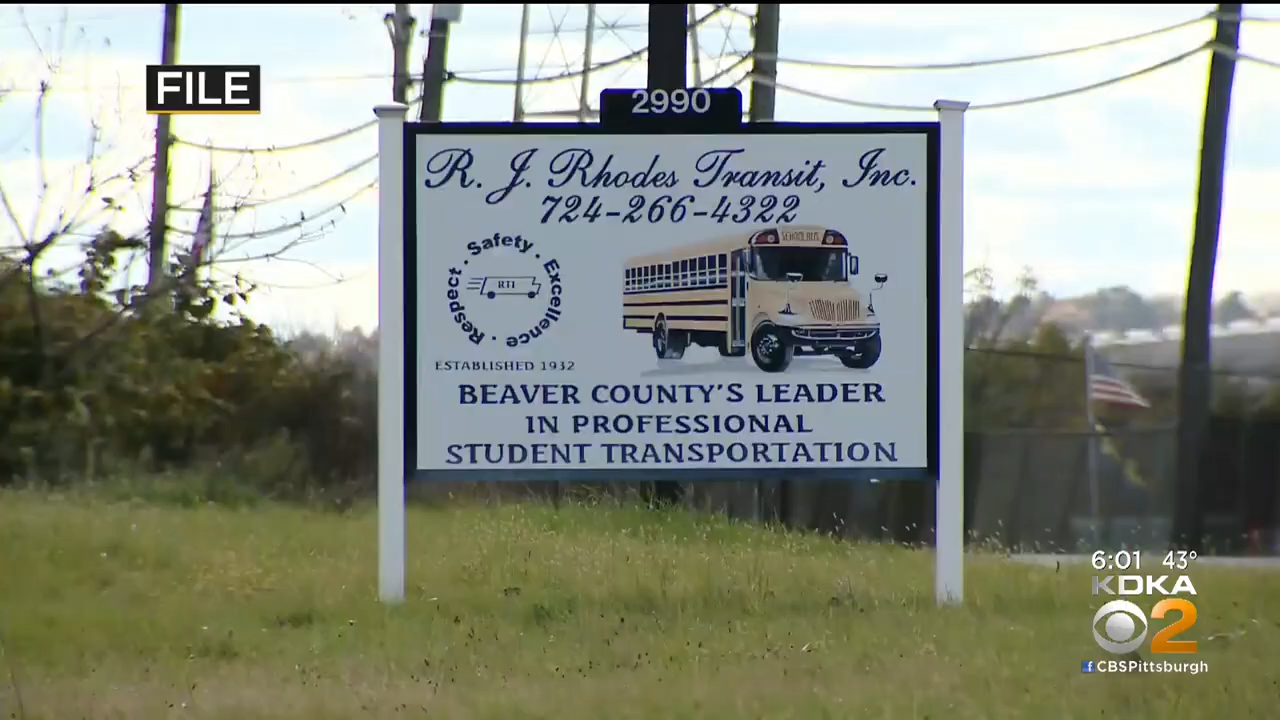 FILE
2990
R. J. Rhodes Transit, Inc.
724-266-4322
Safety · Excellence · Respect ·
RTI
SCHOOL BUS
ESTABLISHED 1932
BEAVER COUNTY'S LEADER
IN PROFESSIONAL
STUDENT TRANSPORTATION
6:01 43°
KDKA
2
CBSPittsburgh